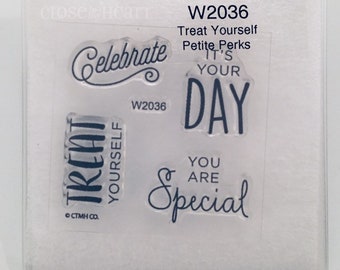 close to my heart
W2036
Treat Yourself
Petite Perks
Celebrate
IT'S
YOUR
DAY
W2036
TREAT
YOURSELF
YOU ARE
Special
© CTMH CO.